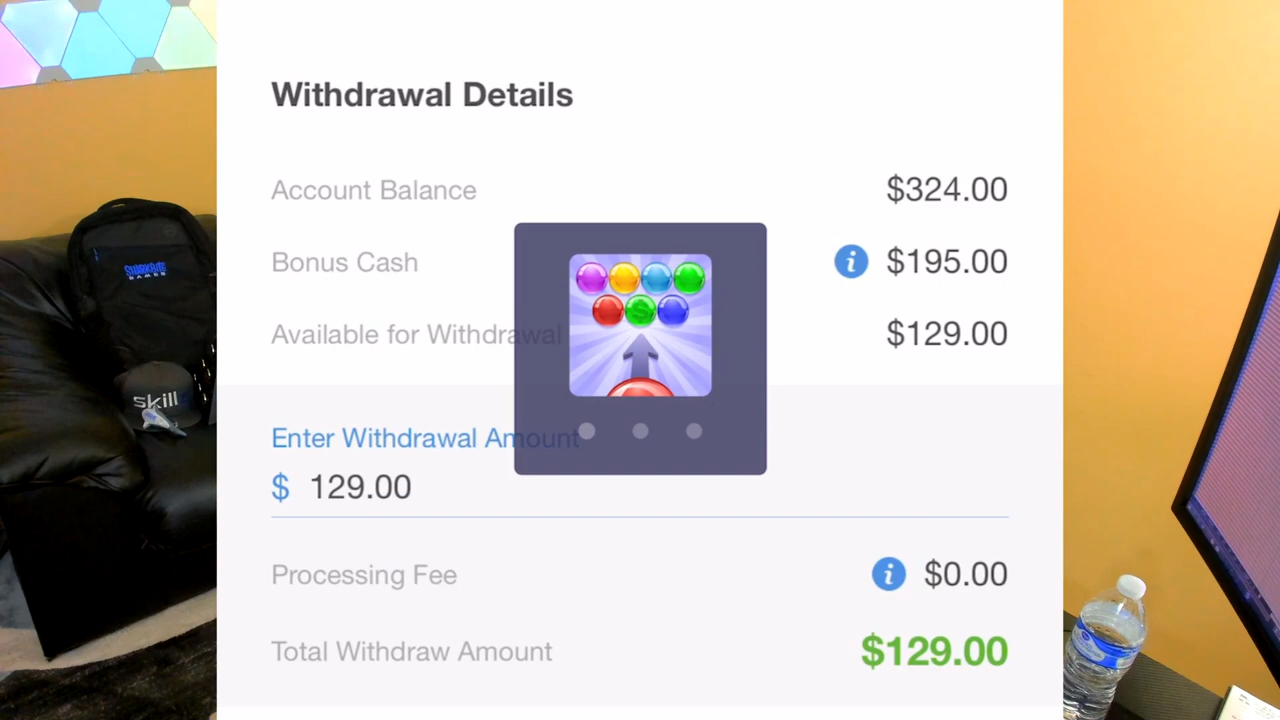 Withdrawal Details
Account Balance $324.00
Bonus Cash i $195.00
Available for Withdrawal $129.00
Enter Withdrawal Amount
$ 129.00
Processing Fee i $0.00
Total Withdraw Amount $129.00
GAMES
skill